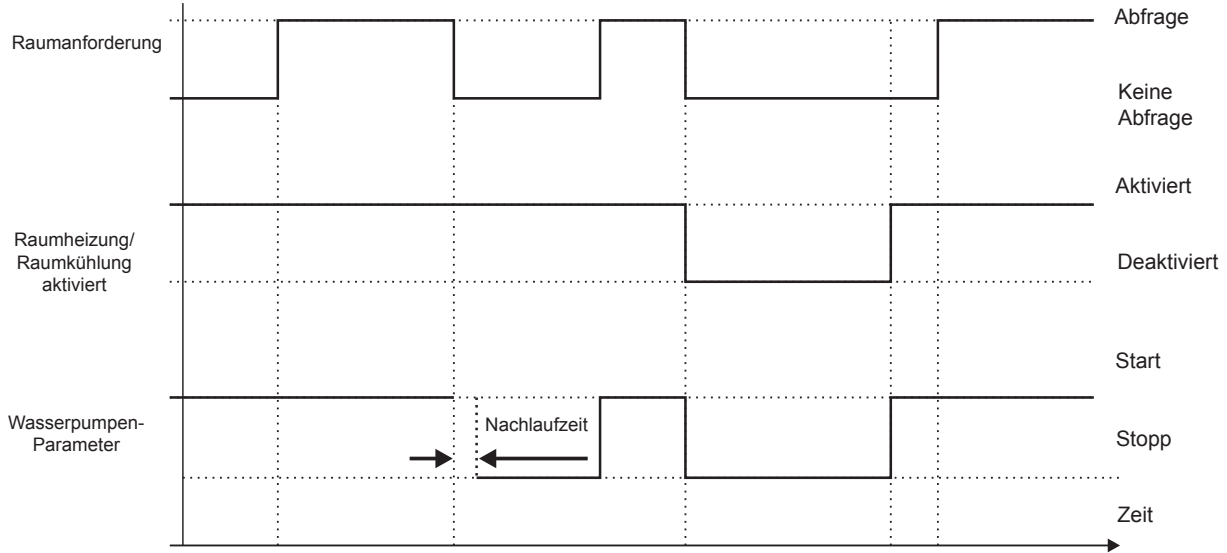 Abfrage
Raumanforderung
Keine
Abfrage
Aktiviert
Raumheizung/
Raumkühlung
aktiviert
Deaktiviert
Start
Wasserpumpen-
Parameter
Nachlaufzeit
Stopp
Zeit